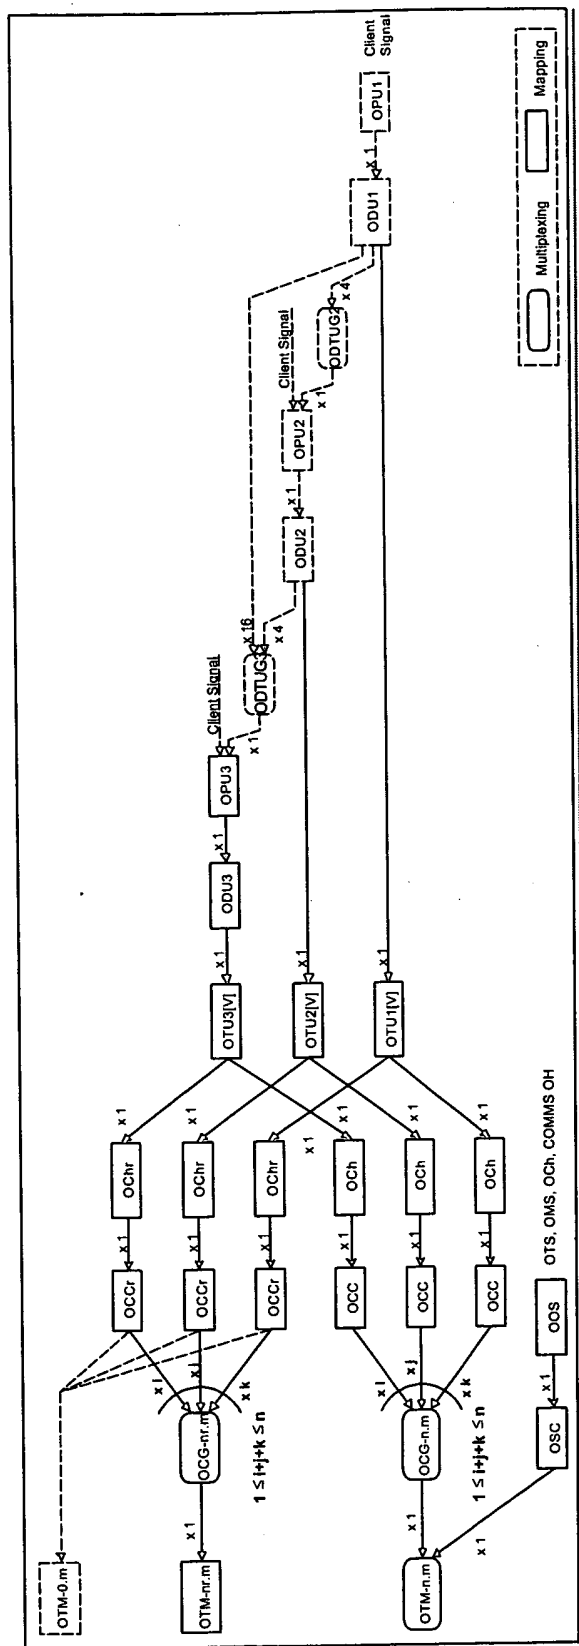 OTM-0.m
OCCr
x 1
OChr
x 1
OTU3[V]
x 1
ODU3
x 1
OPU3
Client Signal
x 1
ODTUG3
x 16
x 4
OTM-nr.m
x 1
OCG-nr.m
x i
x j
x k
1 ≤ i+j+k ≤ n
OCCr
x 1
OChr
x 1
OTU2[V]
x 1
ODU2
x 1
OPU2
Client Signal
x 1
ODTUG2
x 4
OCCr
x 1
OChr
x 1
OTU1[V]
x 1
ODU1
x 1
OPU1
Client
Signal
OCC
x 1
OCh
x 1
OTM-n.m
x 1
OCG-n.m
x i
x j
x k
1 ≤ i+j+k ≤ n
OCC
x 1
OCh
x 1
OCC
x 1
OCh
x 1
x 1
OSC
x 1
OOS
OTS, OMS, OCh, COMMS OH
Multiplexing
Mapping